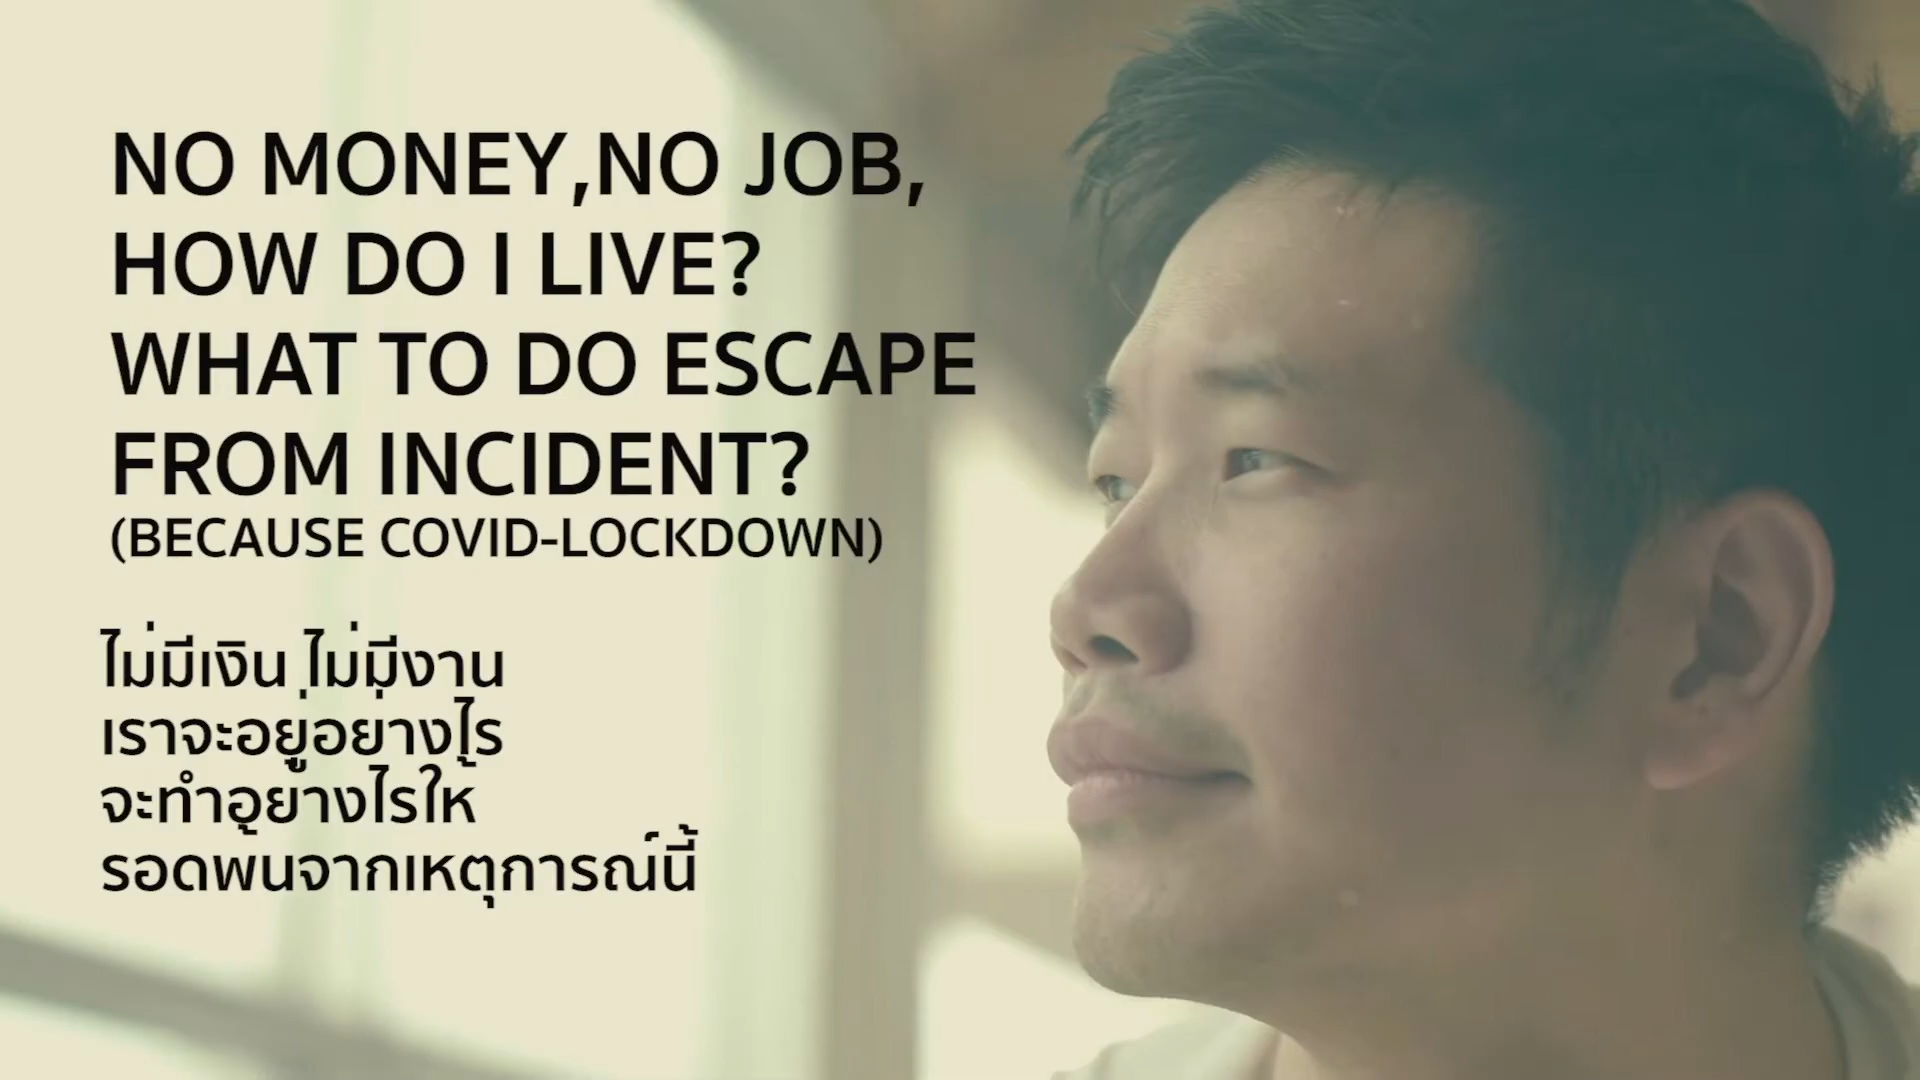 NO MONEY,NO JOB,
HOW DO I LIVE?
WHAT TO DO ESCAPE
FROM INCIDENT?
(BECAUSE COVID-LOCKDOWN)
ไม่มีเงิน ไม่มีงาน
เราจะอยู่อย่างไร
จะทำอย่างไรให้
รอดพ้นจากเหตุการณ์นี้